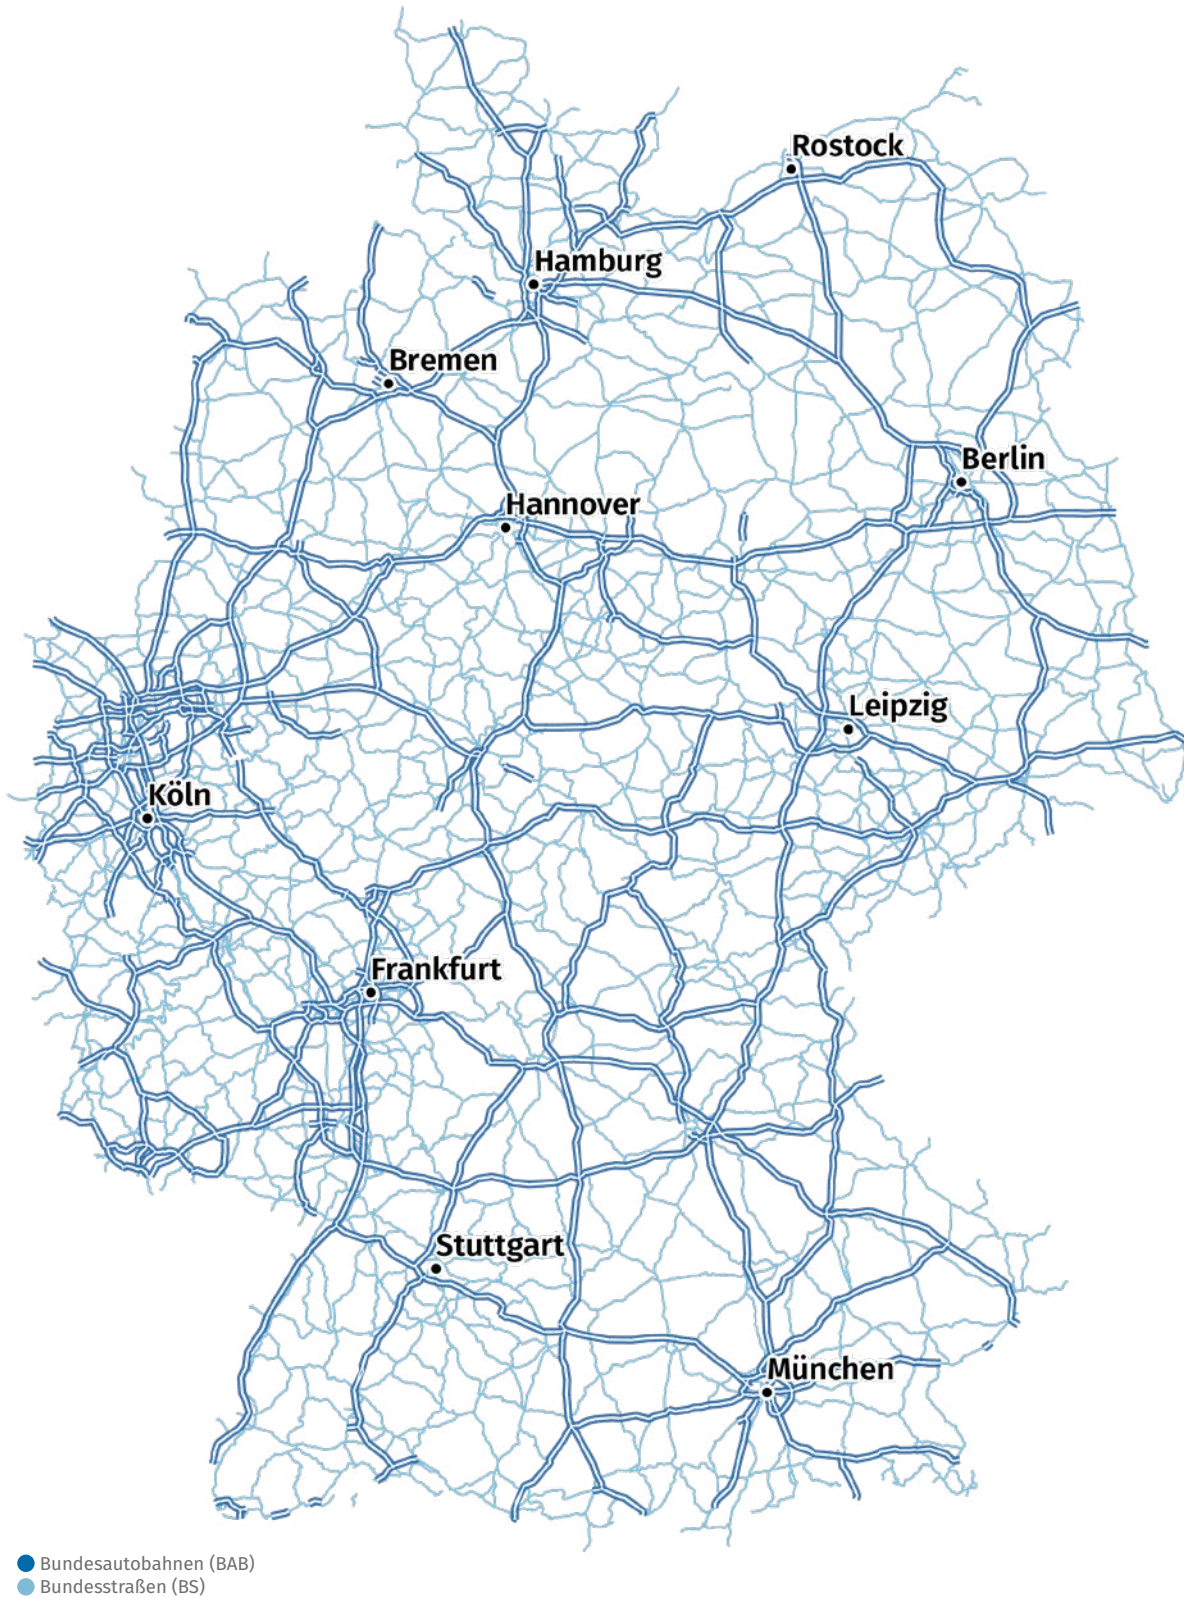 Rostock
Hamburg
Bremen
Berlin
Hannover
Leipzig
Köln
Frankfurt
Stuttgart
München
Bundesautobahnen (BAB)
Bundesstraßen (BS)